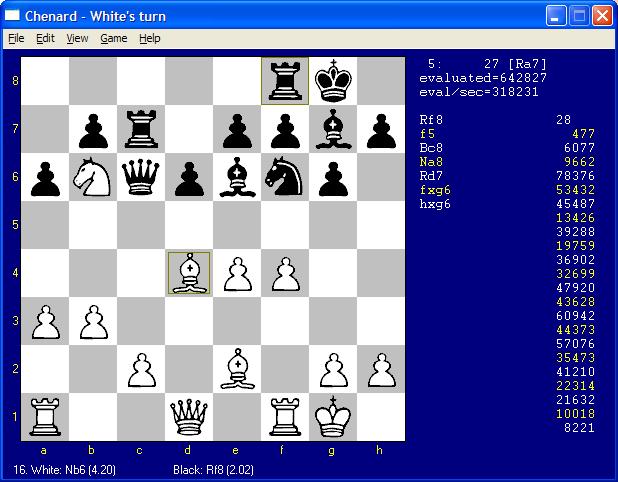 Chenard - White's turn
File Edit View Game Help
5: 27 [Ra7]
evaluated=642827
eval/sec=318231
Rf8 28
f5 477
Bc8 6077
Na8 9662
Rd7 78376
fxg6 53432
hxg6 45487
13426
39288
19759
36902
32699
47920
43628
60942
44373
57076
35473
41210
22314
21632
10018
8221
8
7
6
5
4
3
2
1
a b c d e f g h
16. White: Nb6 (4.20) Black: Rf8 (2.02)